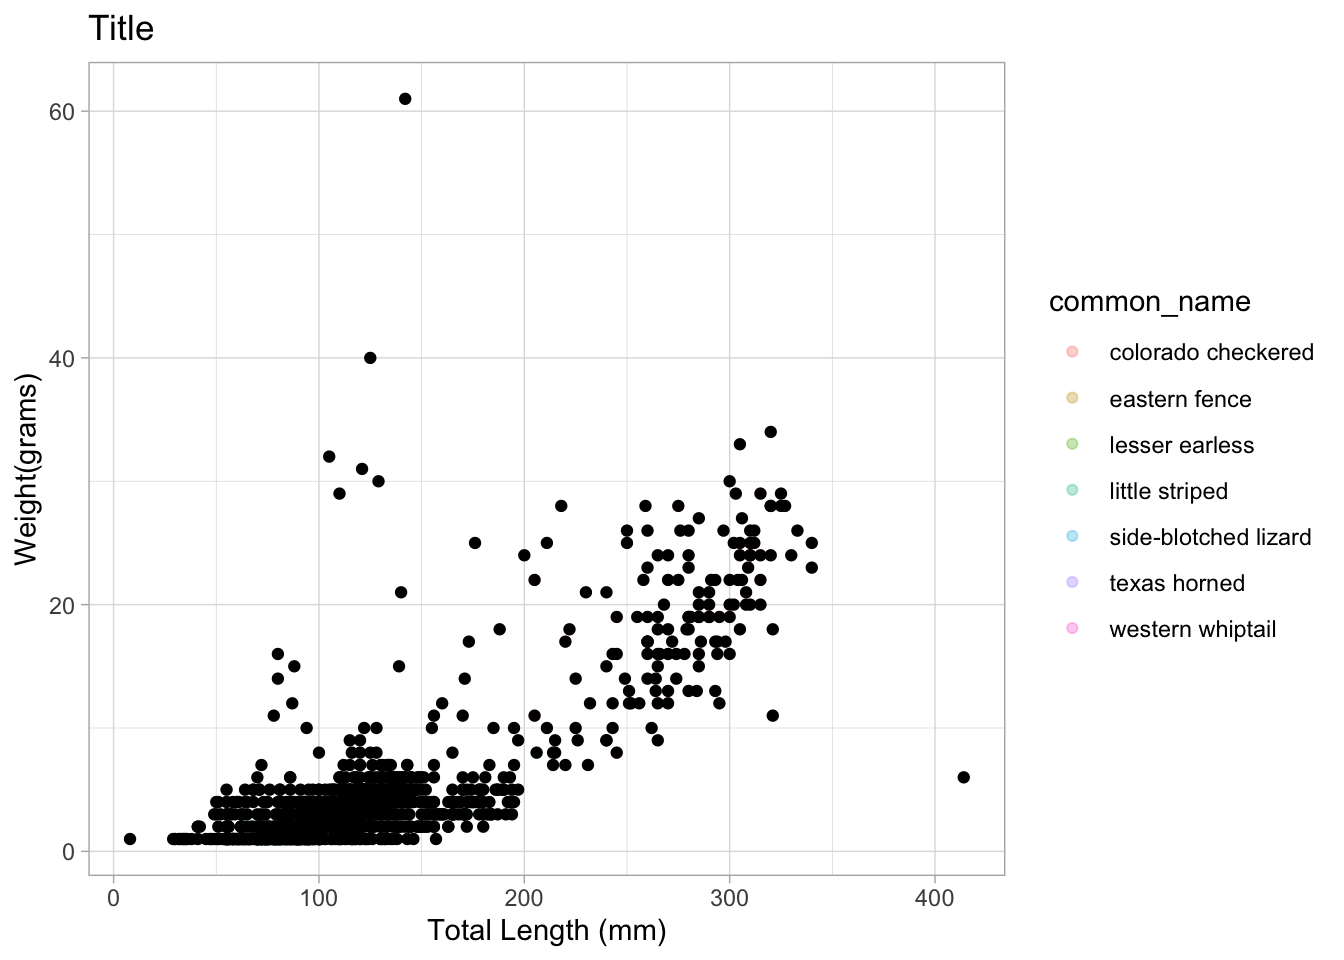 Title
60
40
20
0
Weight(grams)
0 100 200 300 400
Total Length (mm)
common_name
colorado checkered
eastern fence
lesser earless
little striped
side-blotched lizard
texas horned
western whiptail